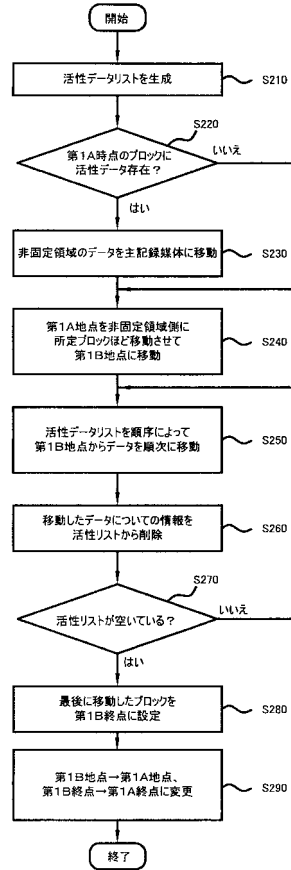 開始
活性データリストを生成
S210
S220
第1A時点のブロックに
活性データ存在？
いいえ
はい
非固定領域のデータを主記録媒体に移動
S230
第1A地点を非固定領域側に
所定ブロックほど移動させて
第1B地点に移動
S240
活性データリストを順序によって
第1B地点からデータを順次に移動
S250
移動したデータについての情報を
活性リストから削除
S260
S270
活性リストが空いている？
いいえ
はい
最後に移動したブロックを
第1B終点に設定
S280
第1B地点→第1A地点、
第1B終点→第1A終点に変更
S290
終了